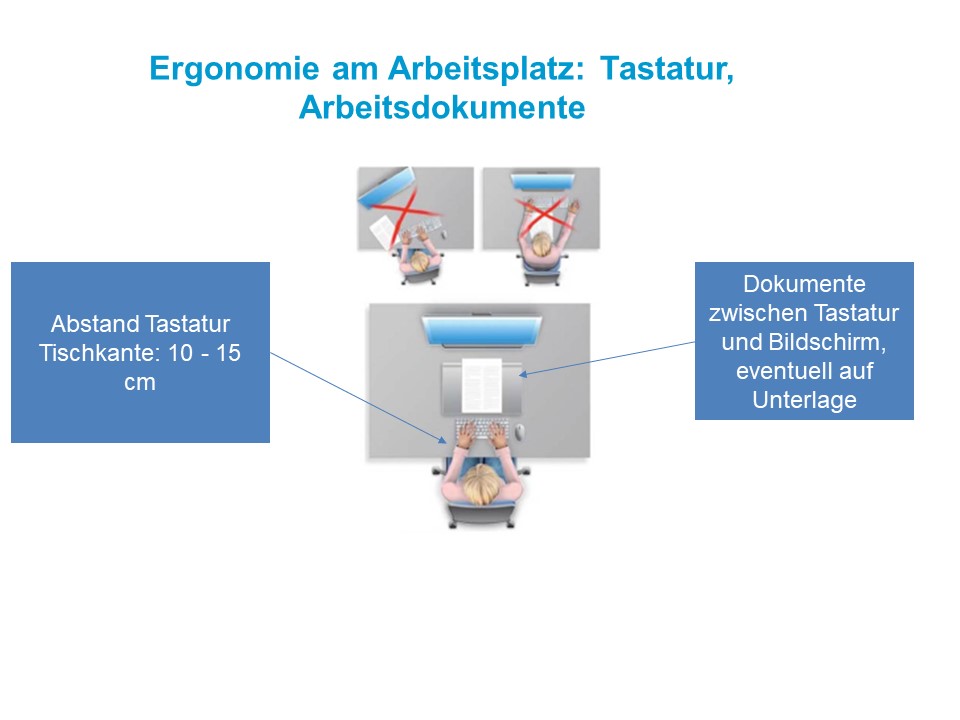 Ergonomie am Arbeitsplatz: Tastatur,
Arbeitsdokumente
Abstand Tastatur
Tischkante: 10 - 15
cm
Dokumente
zwischen Tastatur
und Bildschirm,
eventuell auf
Unterlage